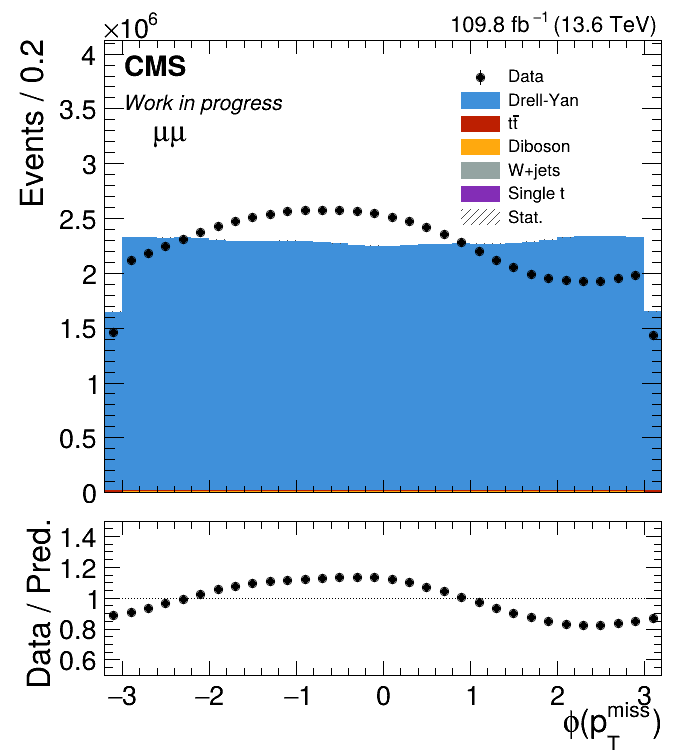 ×10⁶
109.8 fb⁻¹ (13.6 TeV)
CMS
Work in progress
μμ
Data
Drell-Yan
tt̄
Diboson
W+jets
Single t
Stat.
Events / 0.2
4
3.5
3
2.5
2
1.5
1
0.5
0
Data / Pred.
1.4
1.2
1
0.8
0.6
−3 −2 −1 0 1 2 3
ϕ(p_T^miss)